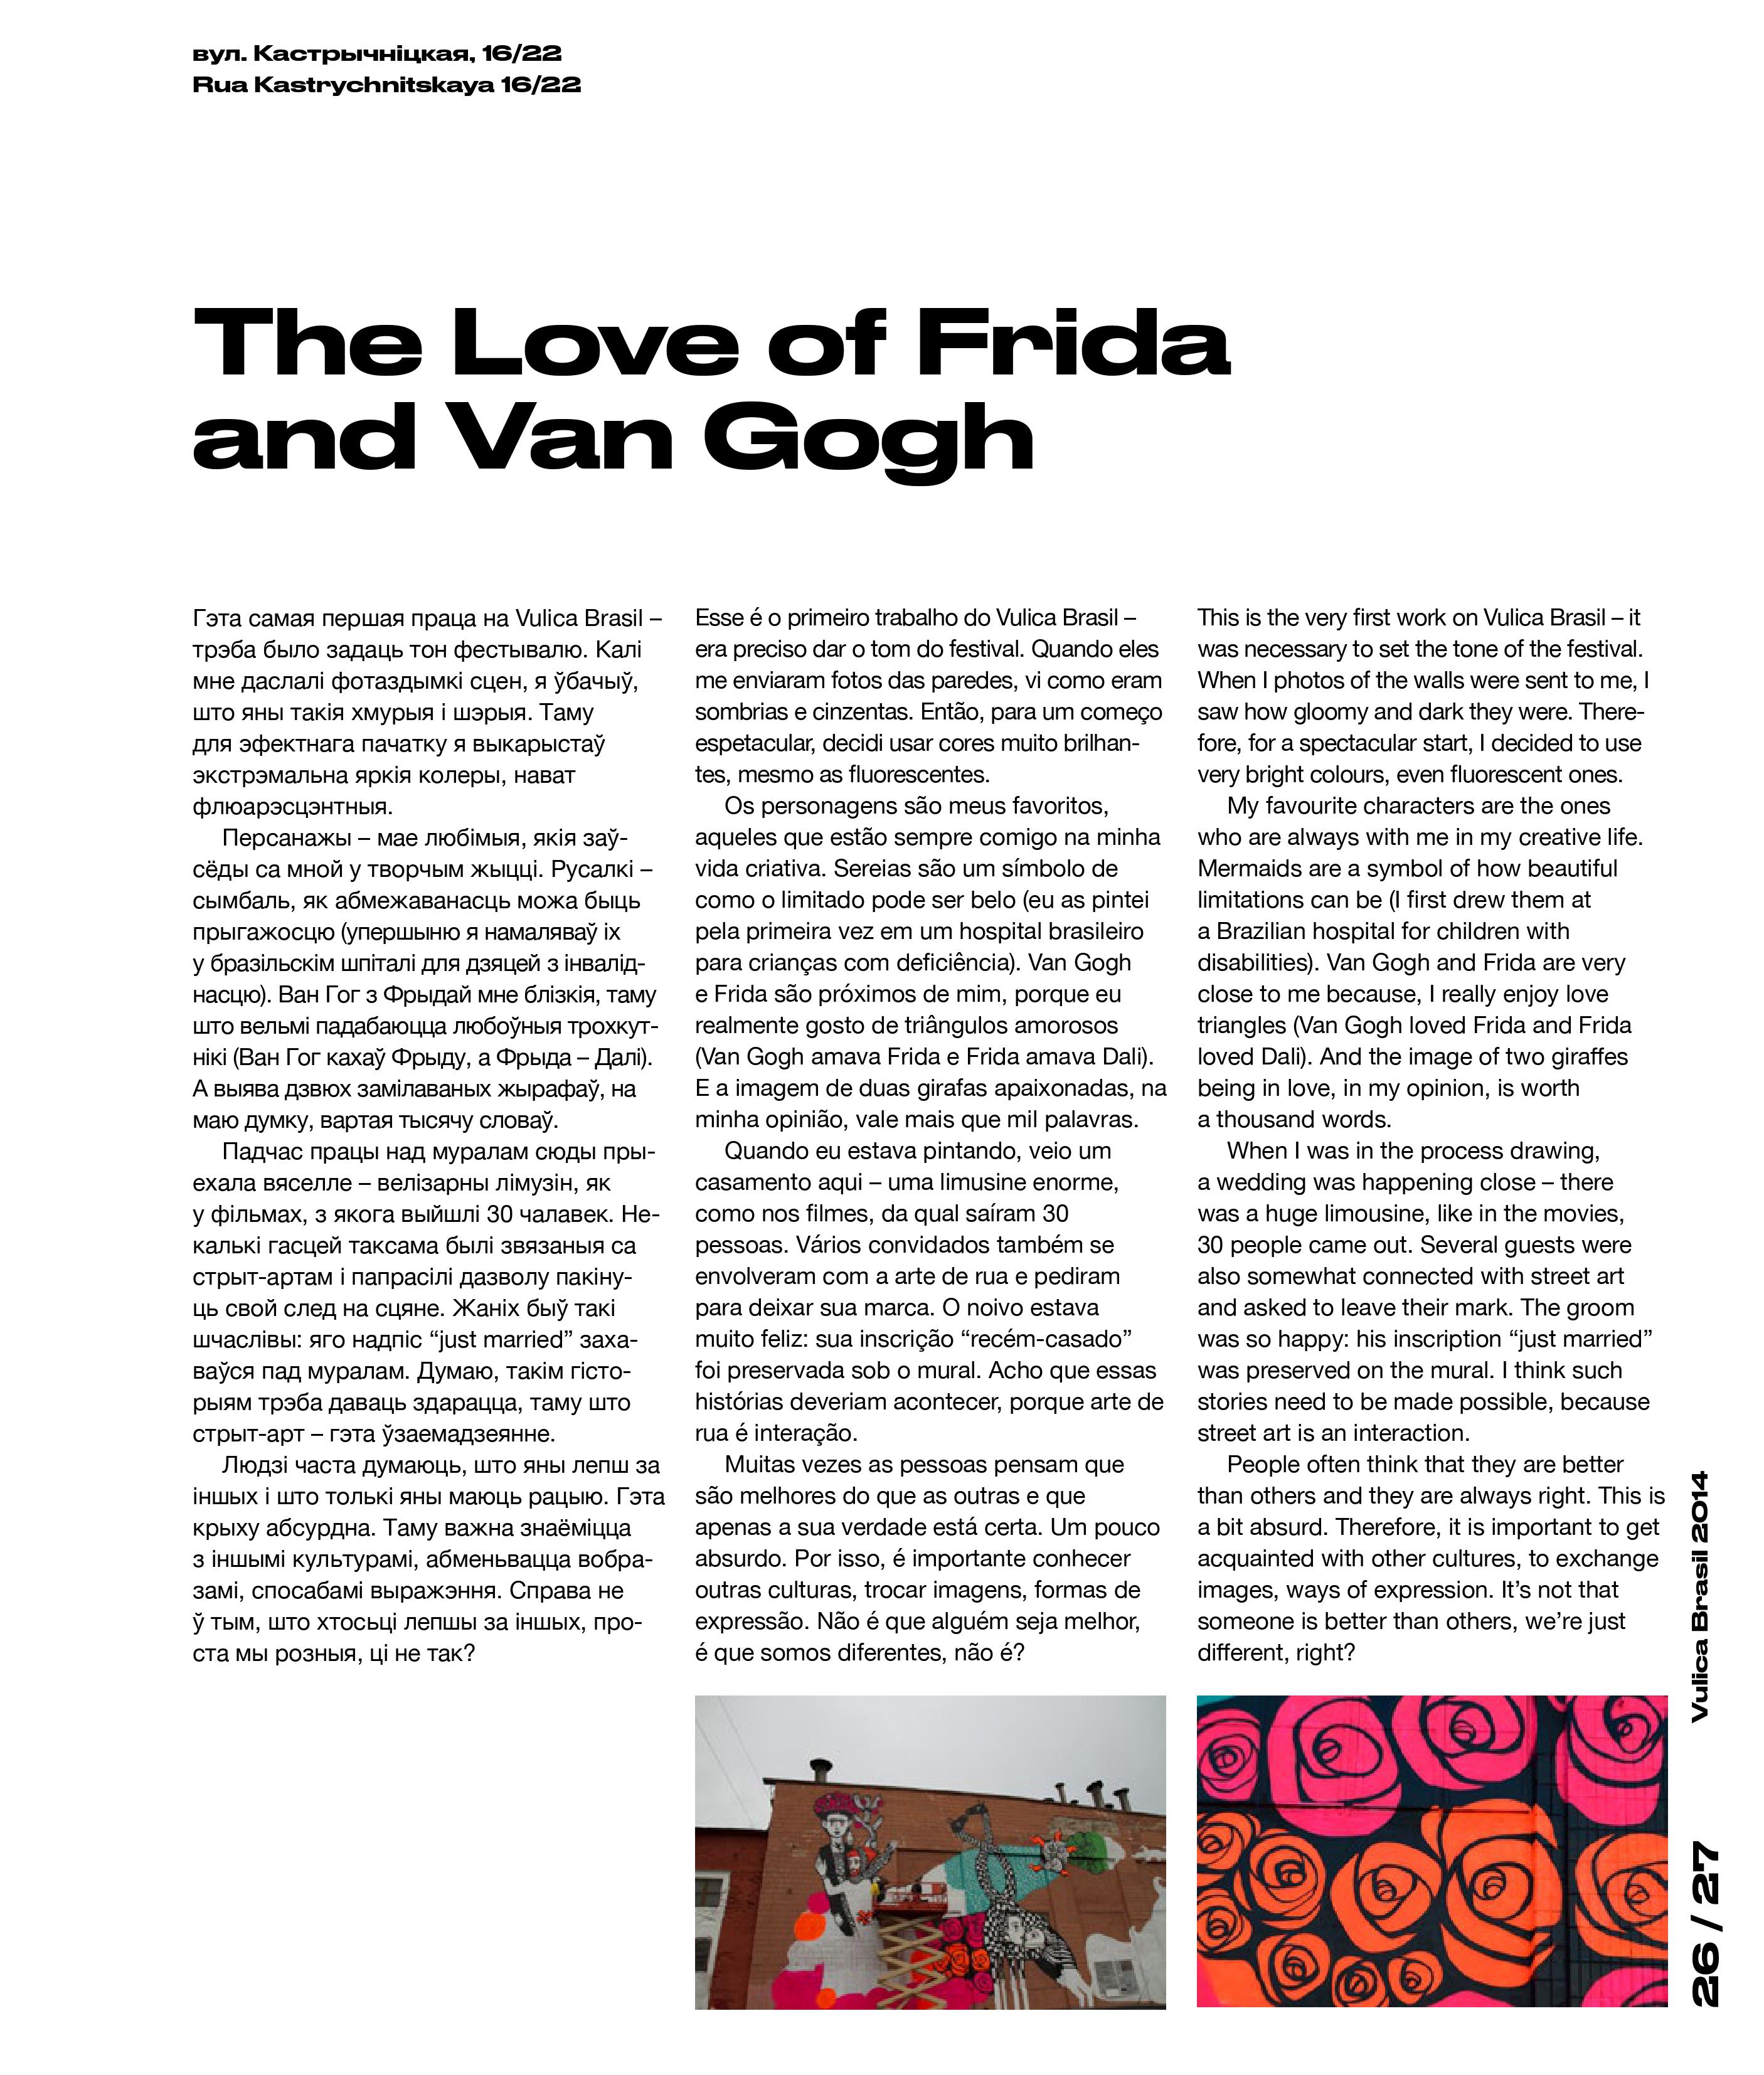 вул. Кастрычніцкая, 16/22
Rua Kastrychnitskaya 16/22
The Love of Frida
and Van Gogh
Гэта самая першая праца на Vulica Brasil –
трэба было задаць тон фестывалю. Калі
мне даслалі фотаздымкі сцен, я ўбачыў,
што яны такія хмурыя і шэрыя. Таму
для эфектнага пачатку я выкарыстаў
экстрэмальна яркія колеры, нават
флюарэсцэнтныя.
Персанажы – мае любімыя, якія заў-
сёды са мной у творчым жыцці. Русалкі –
сымбаль, як абмежаванасць можа быць
прыгажосцю (упершыню я намаляваў іх
у бразільскім шпіталі для дзяцей з інвалід-
насцю). Ван Гог з Фрыдай мне блізкія, таму
што вельмі падабаюцца любоўныя трохкут-
нікі (Ван Гог кахаў Фрыду, а Фрыда – Далі).
А выява дзвюх замілаваных жырафаў, на
маю думку, вартая тысячу словаў.
Падчас працы над муралам сюды пры-
ехала вяселле – велізарны лімузін, як
у фільмах, з якога выйшлі 30 чалавек. Не-
калькі гасцей таксама былі звязаныя са
стрыт-артам і папрасілі дазволу пакіну-
ць свой след на сцяне. Жаніх быў такі
шчаслівы: яго надпіс “just married” заха-
ваўся пад муралам. Думаю, такім гісто-
рыям трэба даваць здарацца, таму што
стрыт-арт – гэта ўзаемадзеянне.
Людзі часта думаюць, што яны лепш за
іншых і што толькі яны маюць рацыю. Гэта
крыху абсурдна. Таму важна знаёміцца
з іншымі культурамі, абменьвацца вобра-
замі, спосабамі выражэння. Справа не
ў тым, што хтосьці лепшы за іншых, про-
ста мы розныя, ці не так?
Esse é o primeiro trabalho do Vulica Brasil –
era preciso dar o tom do festival. Quando eles
me enviaram fotos das paredes, vi como eram
sombrias e cinzentas. Então, para um começo
espetacular, decidi usar cores muito brilhan-
tes, mesmo as fluorescentes.
Os personagens são meus favoritos,
aqueles que estão sempre comigo na minha
vida criativa. Sereias são um símbolo de
como o limitado pode ser belo (eu as pintei
pela primeira vez em um hospital brasileiro
para crianças com deficiência). Van Gogh
e Frida são próximos de mim, porque eu
realmente gosto de triângulos amorosos
(Van Gogh amava Frida e Frida amava Dali).
E a imagem de duas girafas apaixonadas, na
minha opinião, vale mais que mil palavras.
Quando eu estava pintando, veio um
casamento aqui – uma limusine enorme,
como nos filmes, da qual saíram 30
pessoas. Vários convidados também se
envolveram com a arte de rua e pediram
para deixar sua marca. O noivo estava
muito feliz: sua inscrição “recém-casado”
foi preservada sob o mural. Acho que essas
histórias deveriam acontecer, porque arte de
rua é interação.
Muitas vezes as pessoas pensam que
são melhores do que as outras e que
apenas a sua verdade está certa. Um pouco
absurdo. Por isso, é importante conhecer
outras culturas, trocar imagens, formas de
expressão. Não é que alguém seja melhor,
é que somos diferentes, não é?
This is the very first work on Vulica Brasil – it
was necessary to set the tone of the festival.
When I photos of the walls were sent to me, I
saw how gloomy and dark they were. There-
fore, for a spectacular start, I decided to use
very bright colours, even fluorescent ones.
My favourite characters are the ones
who are always with me in my creative life.
Mermaids are a symbol of how beautiful
limitations can be (I first drew them at
a Brazilian hospital for children with
disabilities). Van Gogh and Frida are very
close to me because, I really enjoy love
triangles (Van Gogh loved Frida and Frida
loved Dali). And the image of two giraffes
being in love, in my opinion, is worth
a thousand words.
When I was in the process drawing,
a wedding was happening close – there
was a huge limousine, like in the movies,
30 people came out. Several guests were
also somewhat connected with street art
and asked to leave their mark. The groom
was so happy: his inscription “just married”
was preserved on the mural. I think such
stories need to be made possible, because
street art is an interaction.
People often think that they are better
than others and they are always right. This is
a bit absurd. Therefore, it is important to get
acquainted with other cultures, to exchange
images, ways of expression. It’s not that
someone is better than others, we’re just
different, right?
Vulica Brasil 2014
26 / 27